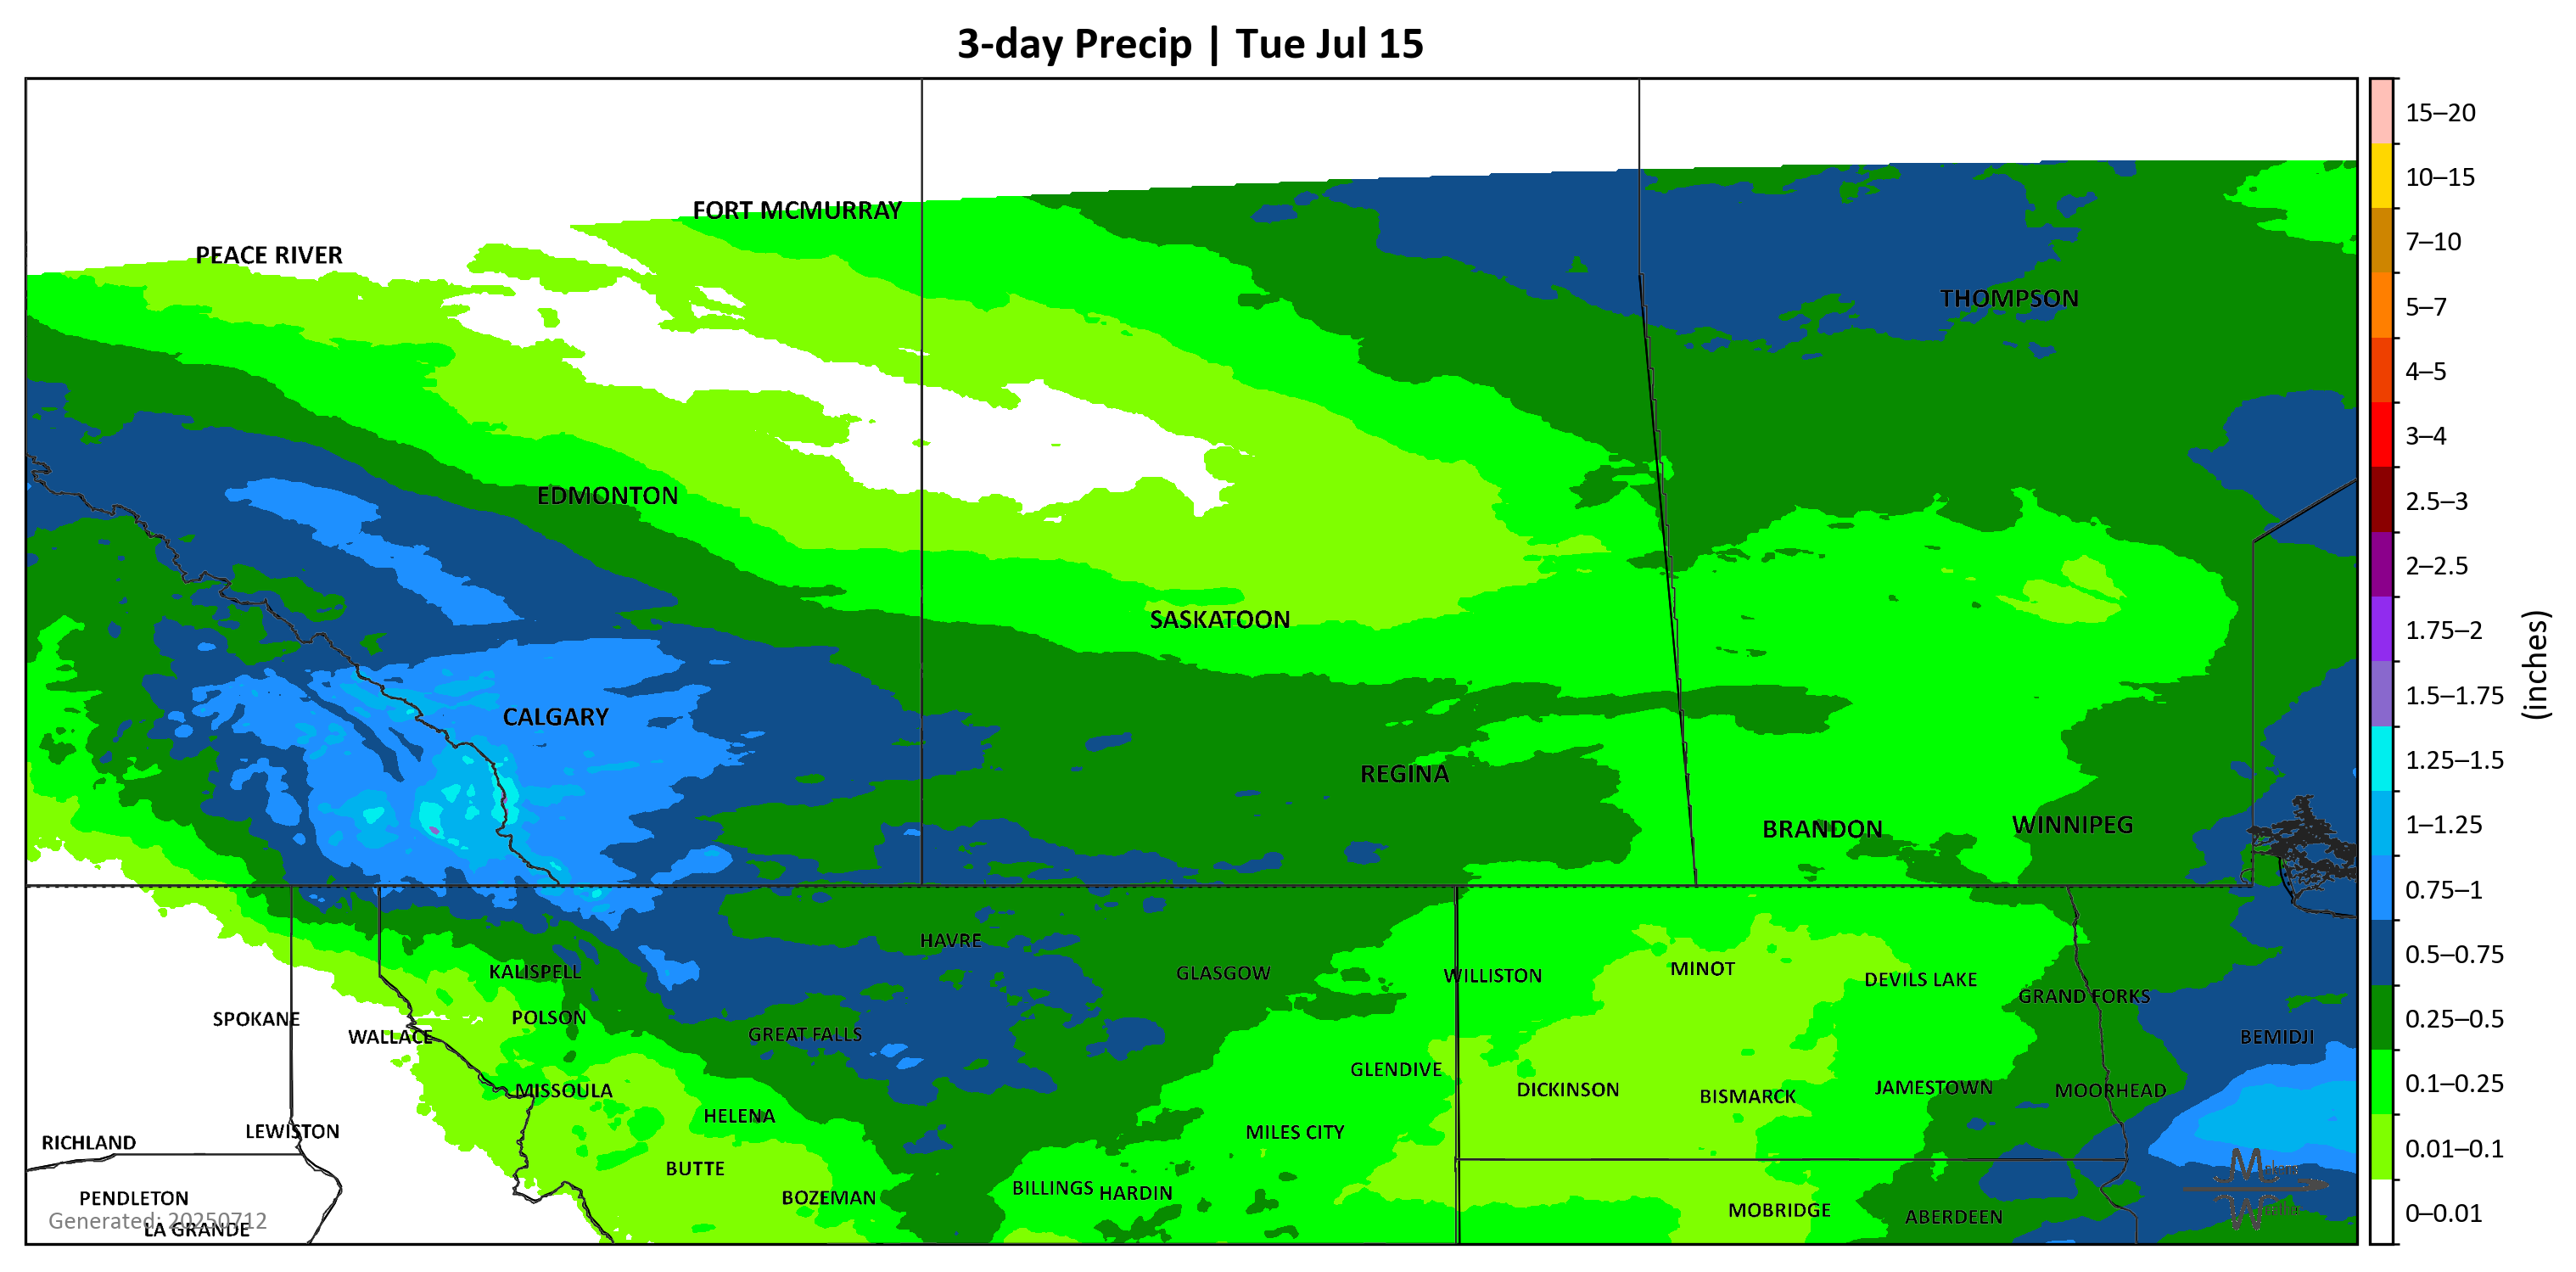 3-day Precip | Tue Jul 15
15–20
10–15
7–10
5–7
4–5
3–4
2.5–3
2–2.5
1.75–2
1.5–1.75
1.25–1.5
1–1.25
0.75–1
0.5–0.75
0.25–0.5
0.1–0.25
0.01–0.1
0–0.01
(inches)
FORT MCMURRAY
PEACE RIVER
THOMPSON
EDMONTON
SASKATOON
CALGARY
REGINA
BRANDON
WINNIPEG
HAVRE
KALISPELL
GLASGOW
WILLISTON
MINOT
DEVILS LAKE
GRAND FORKS
SPOKANE
POLSON
WALLACE
GREAT FALLS
BEMIDJI
GLENDIVE
MISSOULA
DICKINSON
BISMARCK
JAMESTOWN
MOORHEAD
HELENA
LEWISTON
MILES CITY
RICHLAND
BUTTE
BILLINGS
HARDIN
PENDLETON
BOZEMAN
MOBRIDGE
ABERDEEN
Generated: 20250712
LA GRANDE